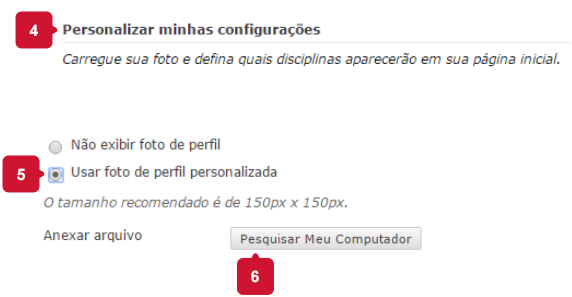 4 Personalizar minhas configurações
Carregue sua foto e defina quais disciplinas aparecerão em sua página inicial.
Não exibir foto de perfil
5 Usar foto de perfil personalizada
O tamanho recomendado é de 150px x 150px.
Anexar arquivo Pesquisar Meu Computador
6